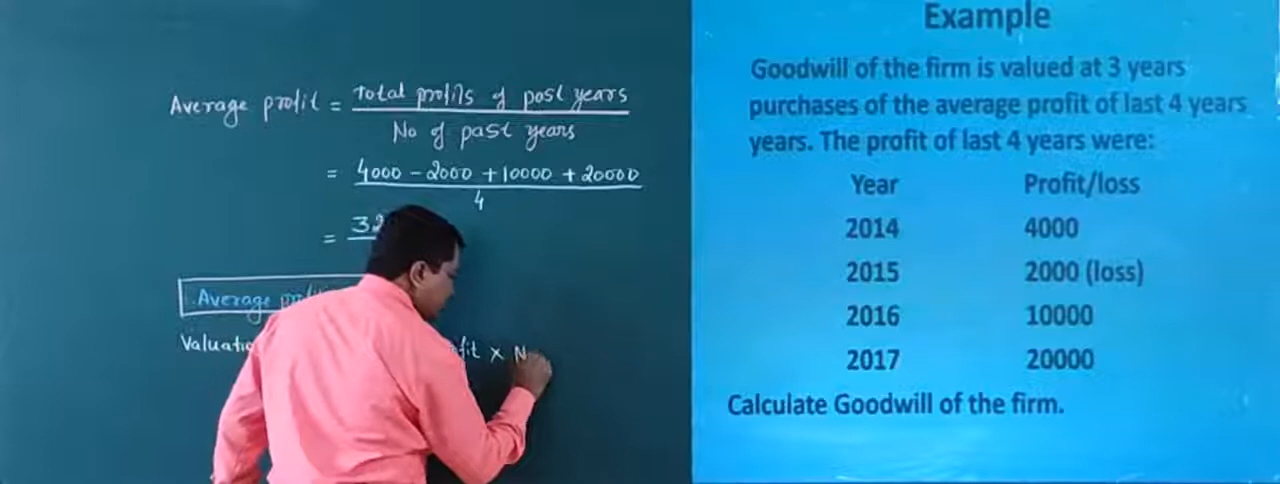 Average profit = Total profits of past years
No of past years
= 4000 - 2000 + 10000 + 20000
4
= 32
Average
× N
Example
Goodwill of the firm is valued at 3 years
purchases of the average profit of last 4 years
years. The profit of last 4 years were:
Year Profit/loss
2014 4000
2015 2000 (loss)
2016 10000
2017 20000
Calculate Goodwill of the firm.